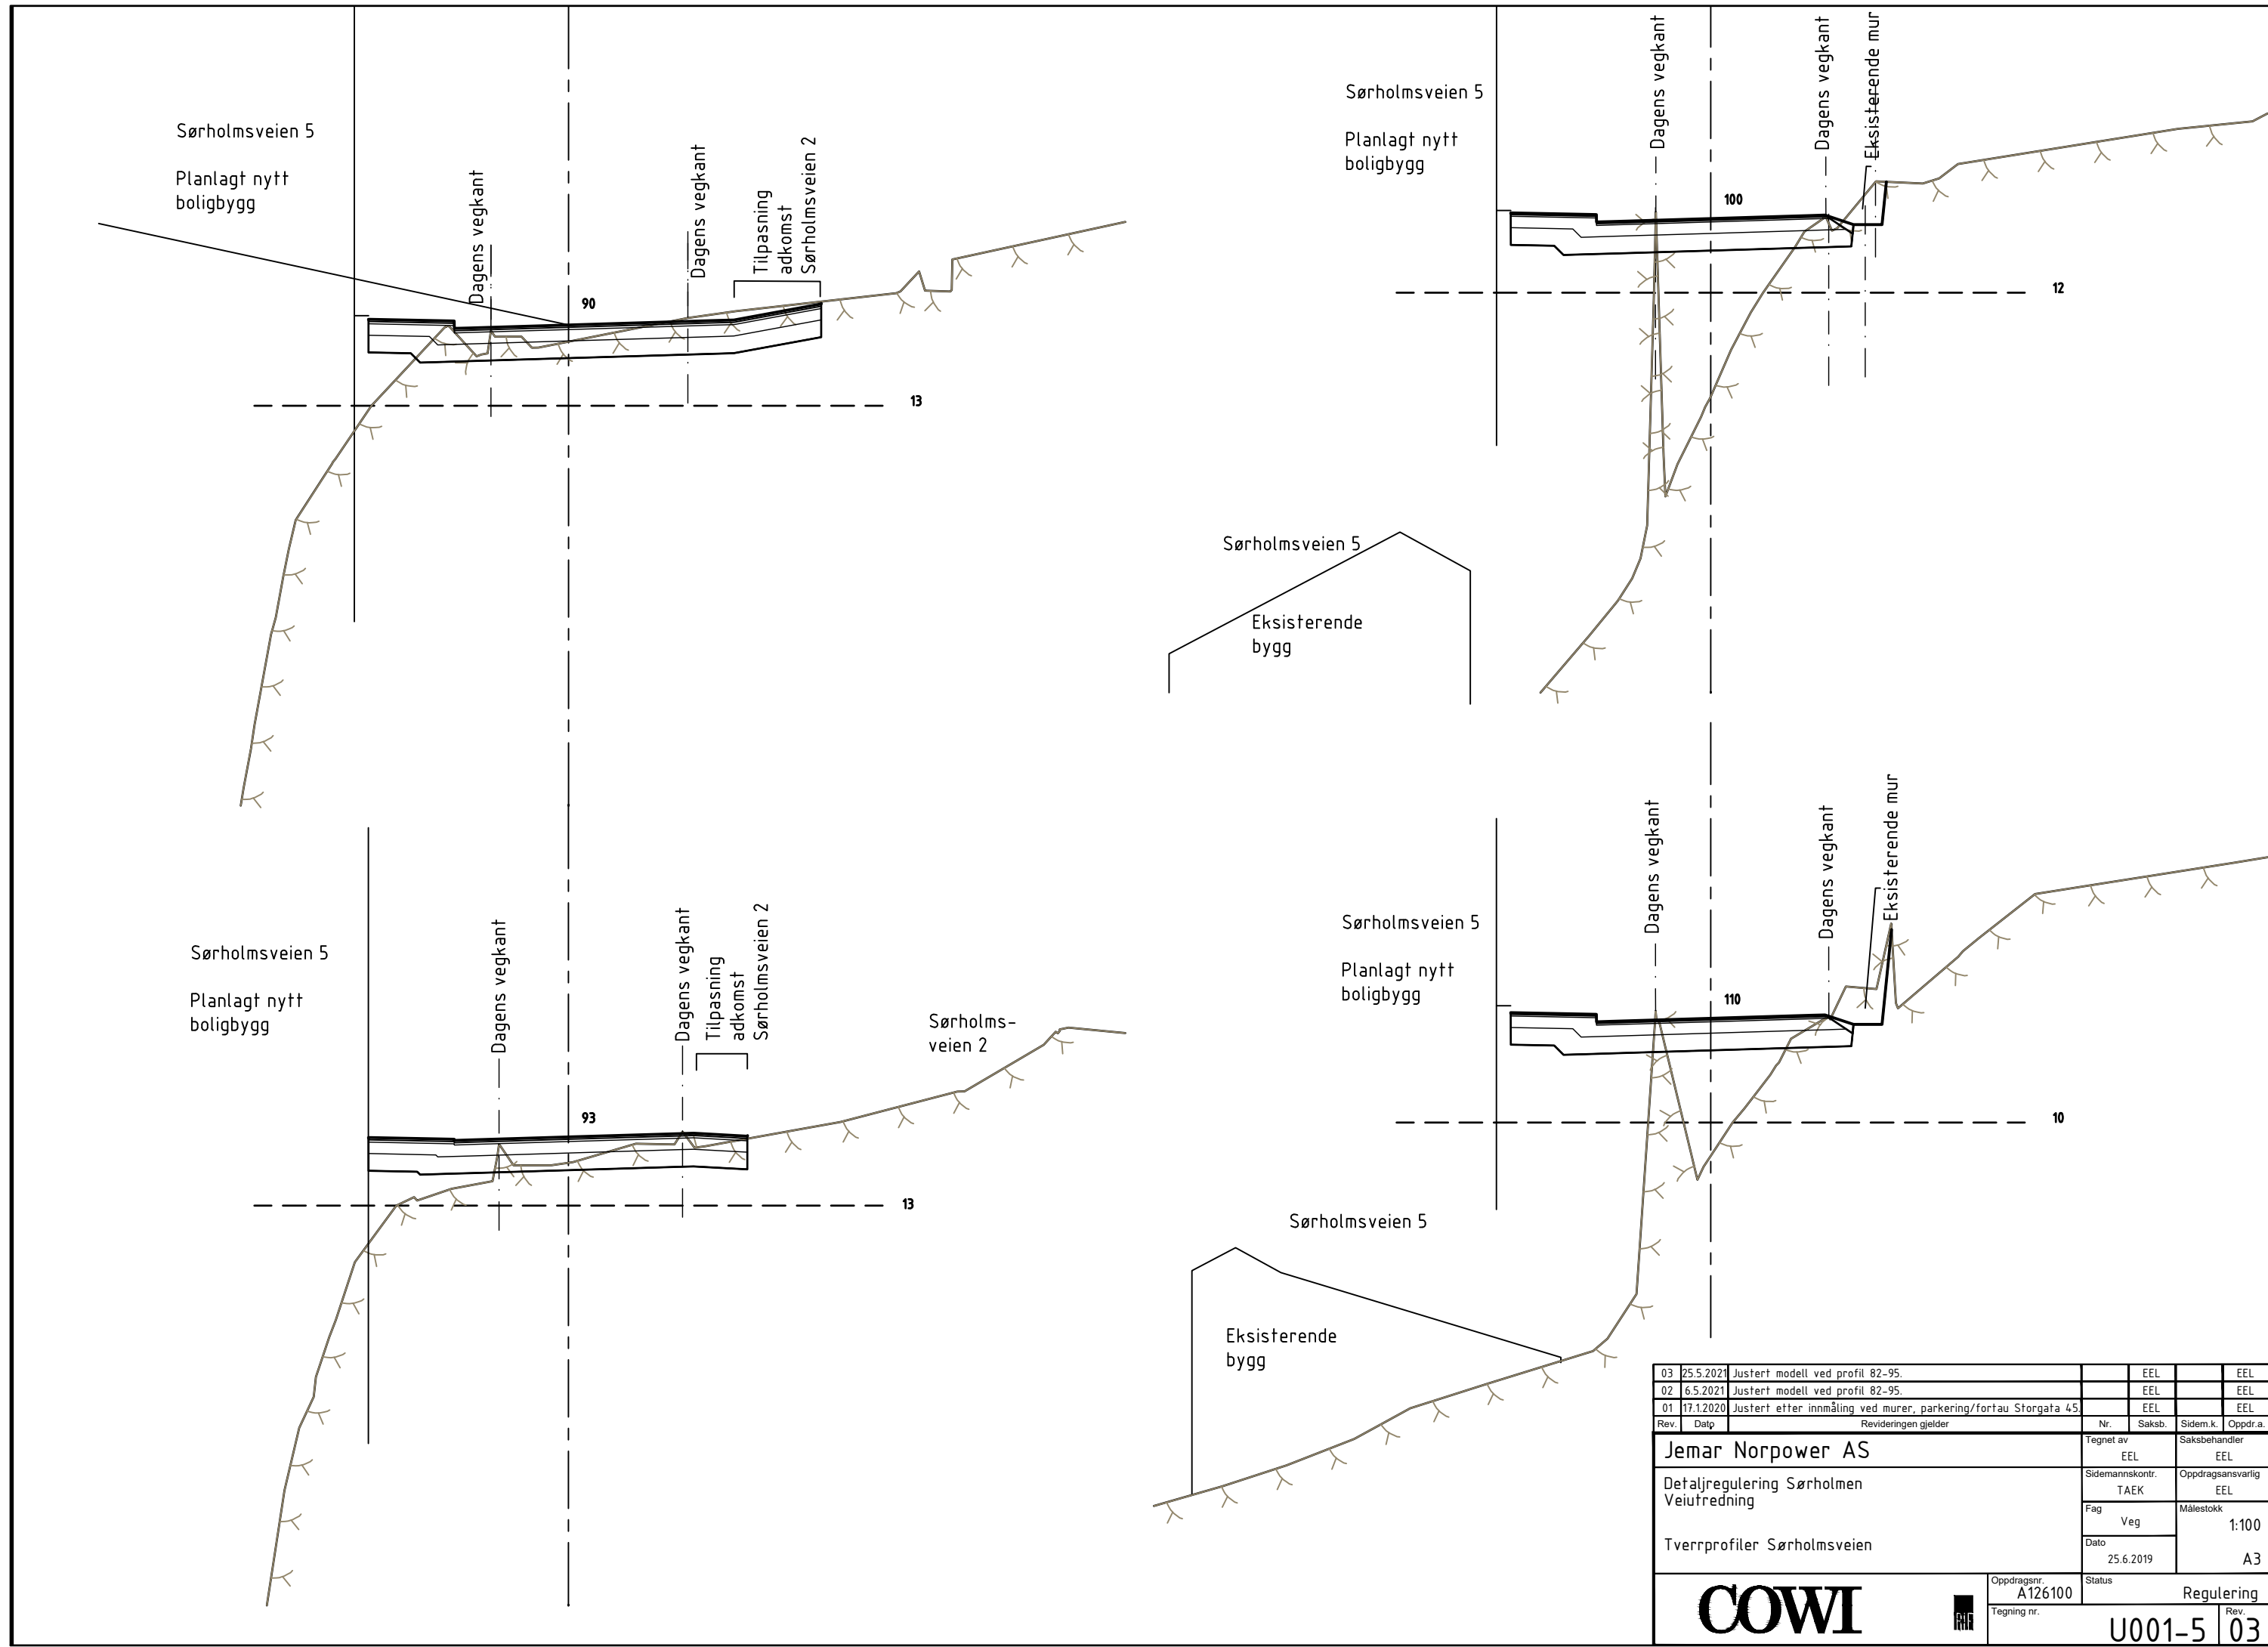 Sørholmsveien 5
Planlagt nytt
boligbygg
Dagens vegkant
Dagens vegkant
Tilpasning
adkomst
Sørholmsveien 2
90
13
Sørholmsveien 5
Planlagt nytt
boligbygg
Dagens vegkant
Dagens vegkant
Eksisterende mur
100
12
Sørholmsveien 5
Eksisterende
bygg
Sørholmsveien 5
Planlagt nytt
boligbygg
Dagens vegkant
Dagens vegkant
Tilpasning
adkomst
Sørholmsveien 2
Sørholms-
veien 2
93
13
Sørholmsveien 5
Planlagt nytt
boligbygg
Dagens vegkant
Dagens vegkant
Eksisterende mur
110
10
Sørholmsveien 5
Eksisterende
bygg
03 25.5.2021 Justert modell ved profil 82-95. EEL EEL
02 6.5.2021 Justert modell ved profil 82-95. EEL EEL
01 17.1.2020 Justert etter innmåling ved murer, parkering/fortau Storgata 45. EEL EEL
Rev. Dato Revideringen gjelder Nr. Saksb. Sidem.k. Oppdr.a.
Jemar Norpower AS
Tegnet av
EEL
Saksbehandler
EEL
Detaljregulering Sørholmen
Veiutredning
Tverrprofiler Sørholmsveien
Sidemannskontr.
TAEK
Oppdragsansvarlig
EEL
Fag
Veg
Målestokk
1:100
Dato
25.6.2019
A3
COWI
RIF
Oppdragsnr.
A126100
Status
Regulering
Tegning nr.
U001-5
Rev.
03